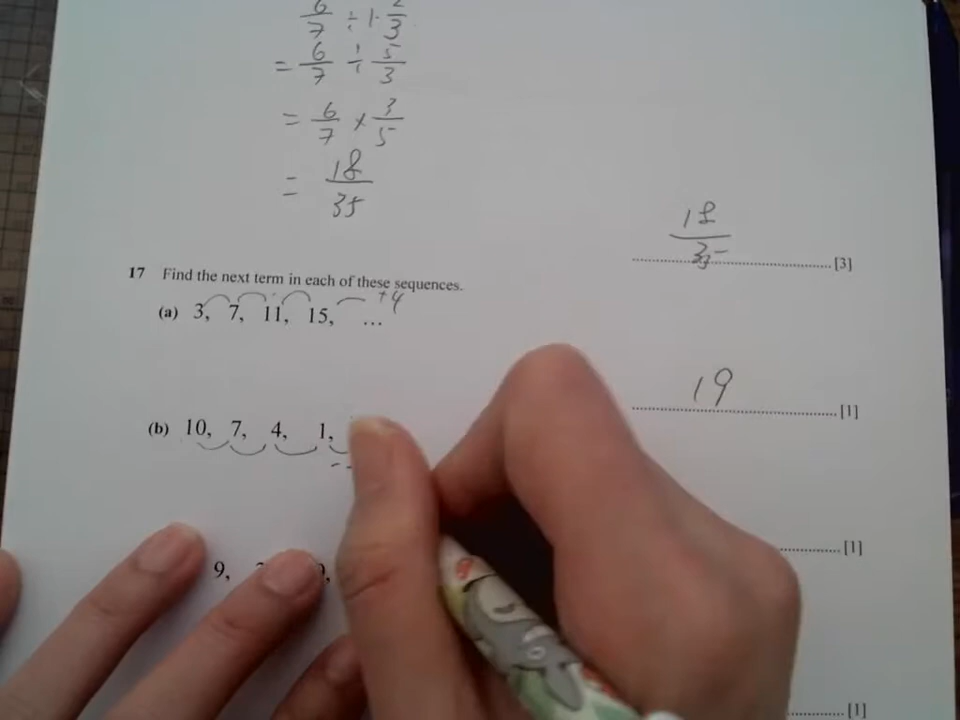 6/7 ÷ 1 2/3
= 6/7 ÷ 5/3
= 6/7 × 3/5
= 18/35
18/35 [3]
17 Find the next term in each of these sequences.
+4
(a) 3, 7, 11, 15, ...
19 [1]
(b) 10, 7, 4, 1,
[1]
9,
[1]